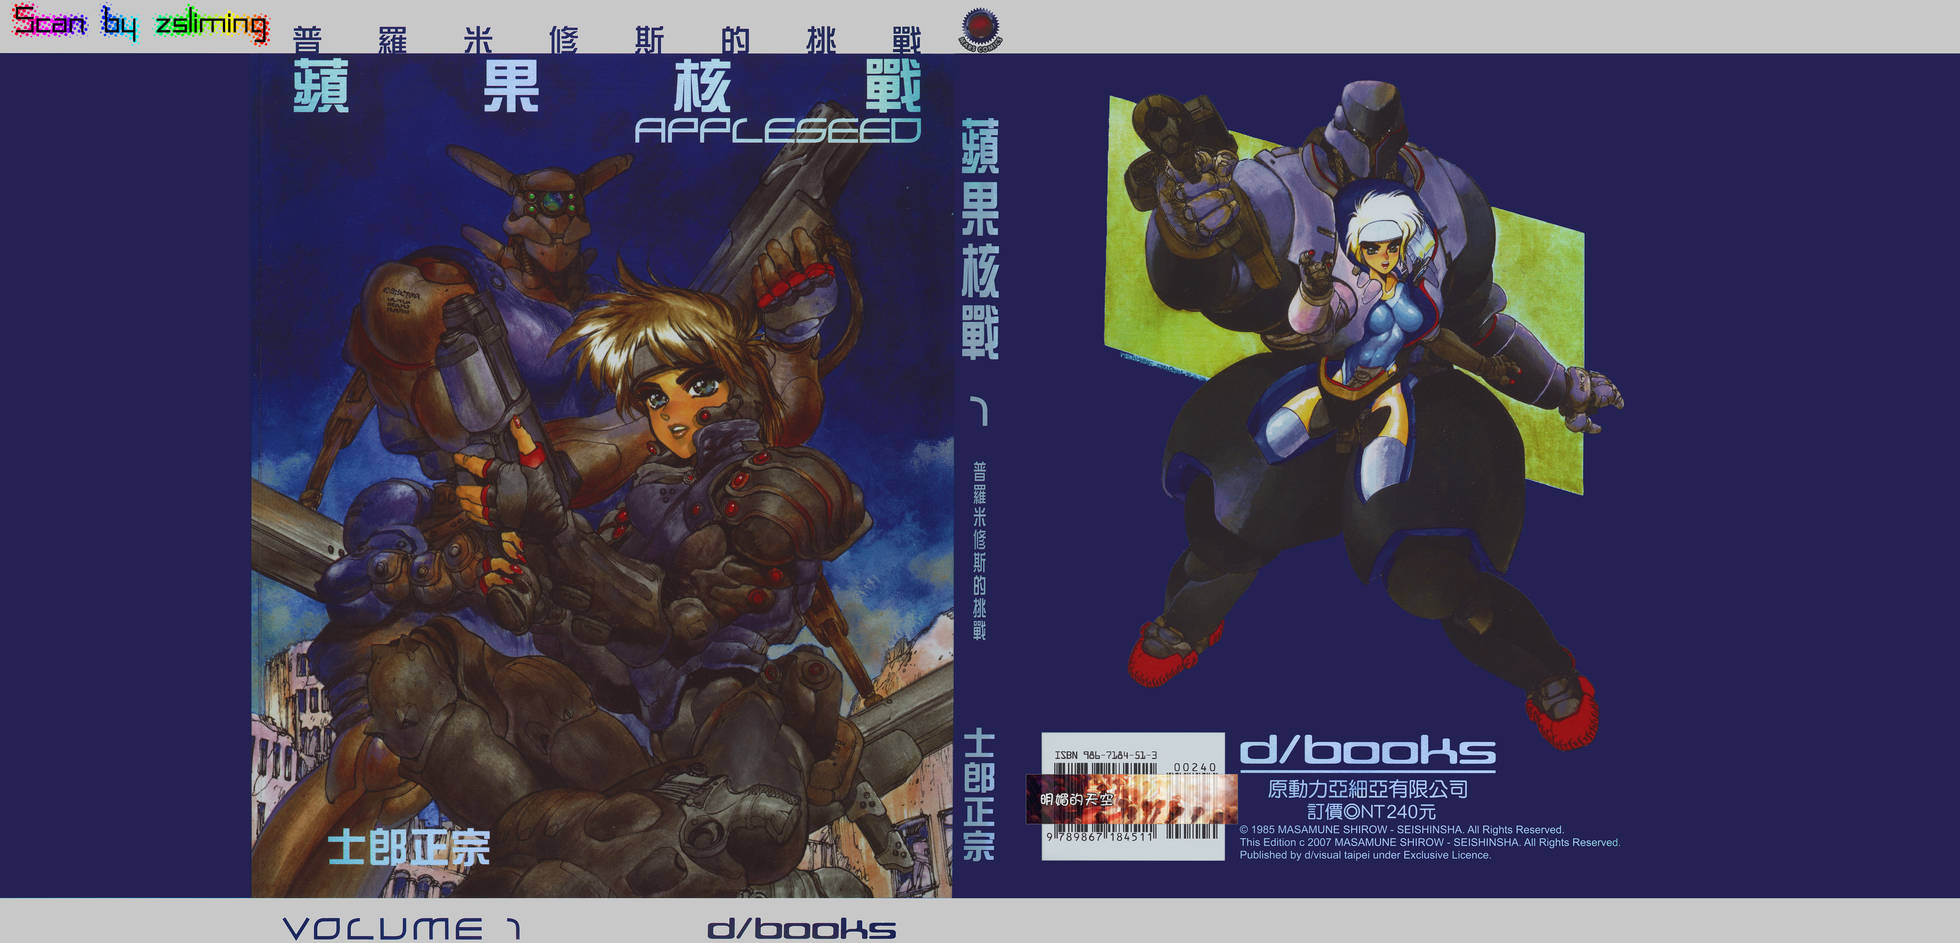 Scan by zsliming
普羅米修斯的挑戰
蘋果核戰
APPLESEED
士郎正宗
VOLUME 1
d/books
MARS COMICS
蘋果核戰
1
普羅米修斯的挑戰
士郎正宗
ISBN 986-7184-51-3
00240
明媚的天空
9 789867 184511
d/books
原動力亞細亞有限公司
訂價◎NT240元
© 1985 MASAMUNE SHIROW - SEISHINSHA. All Rights Reserved.
This Edition c 2007 MASAMUNE SHIROW - SEISHINSHA. All Rights Reserved.
Published by d/visual taipei under Exclusive Licence.